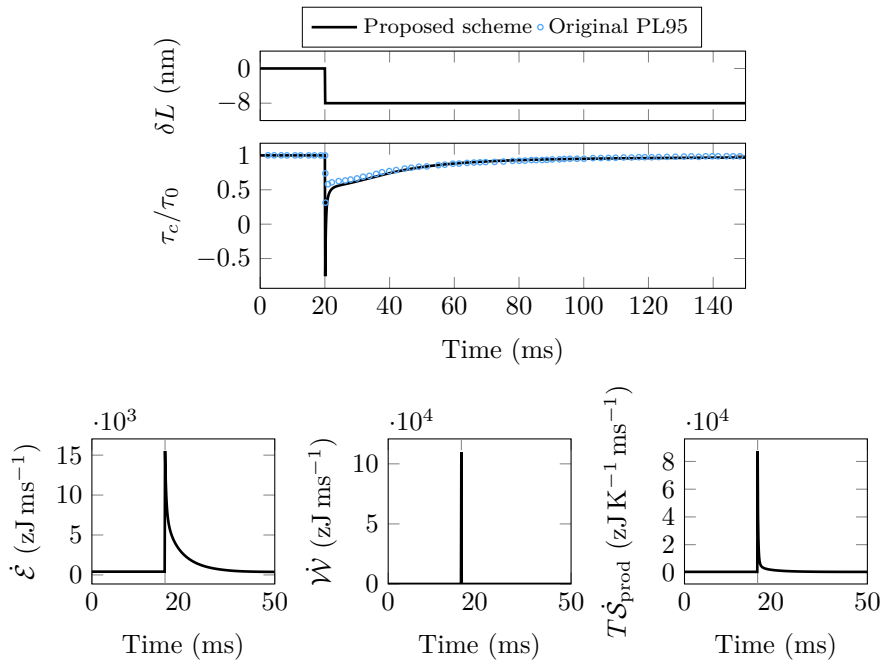 Proposed scheme Original PL95
0
−8
δL (nm)
1
0.5
0
−0.5
τc/τ0
0 20 40 60 80 100 120 140
Time (ms)
·10³ ·10⁴ ·10⁴
15
10
5
0
Ė (zJ ms⁻¹)
10
5
0
Ẇ (zJ ms⁻¹)
8
6
4
2
0
TṠprod (zJ K⁻¹ ms⁻¹)
0 20 50 0 20 50 0 20 50
Time (ms) Time (ms) Time (ms)